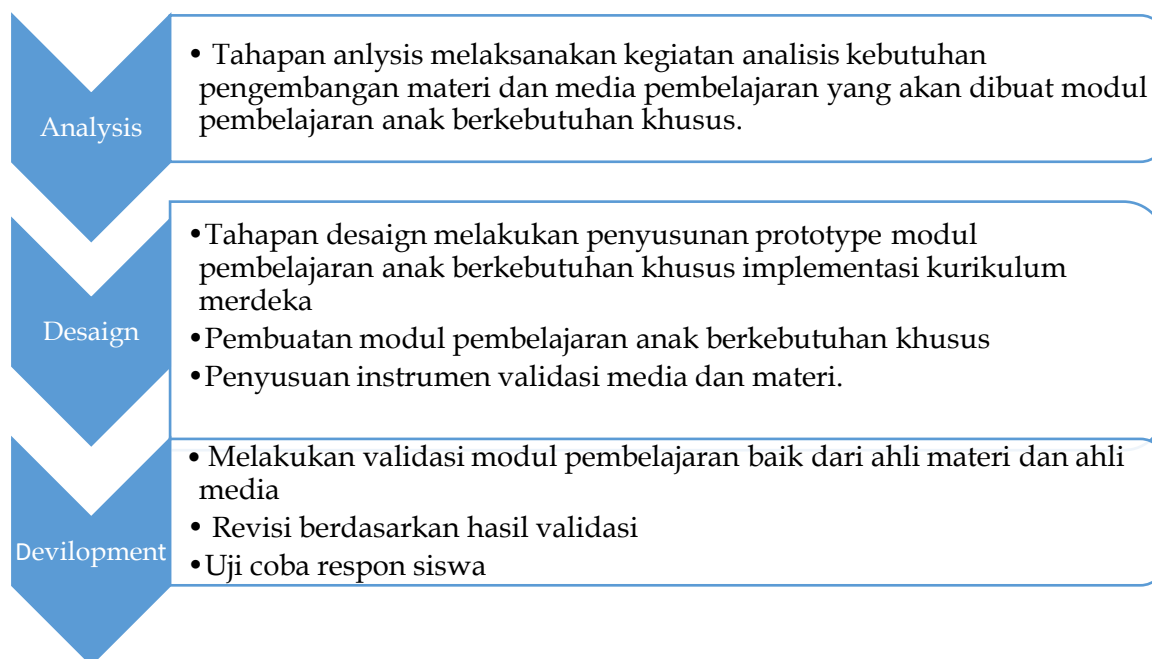 Analysis
• Tahapan anlysis melaksanakan kegiatan analisis kebutuhan
pengembangan materi dan media pembelajaran yang akan dibuat modul
pembelajaran anak berkebutuhan khusus.
Desaign
•Tahapan desaign melakukan penyusunan prototype modul
pembelajaran anak berkebutuhan khusus implementasi kurikulum
merdeka
•Pembuatan modul pembelajaran anak berkebutuhan khusus
•Penyusuan instrumen validasi media dan materi.
Devilopment
• Melakukan validasi modul pembelajaran baik dari ahli materi dan ahli
media
• Revisi berdasarkan hasil validasi
•Uji coba respon siswa